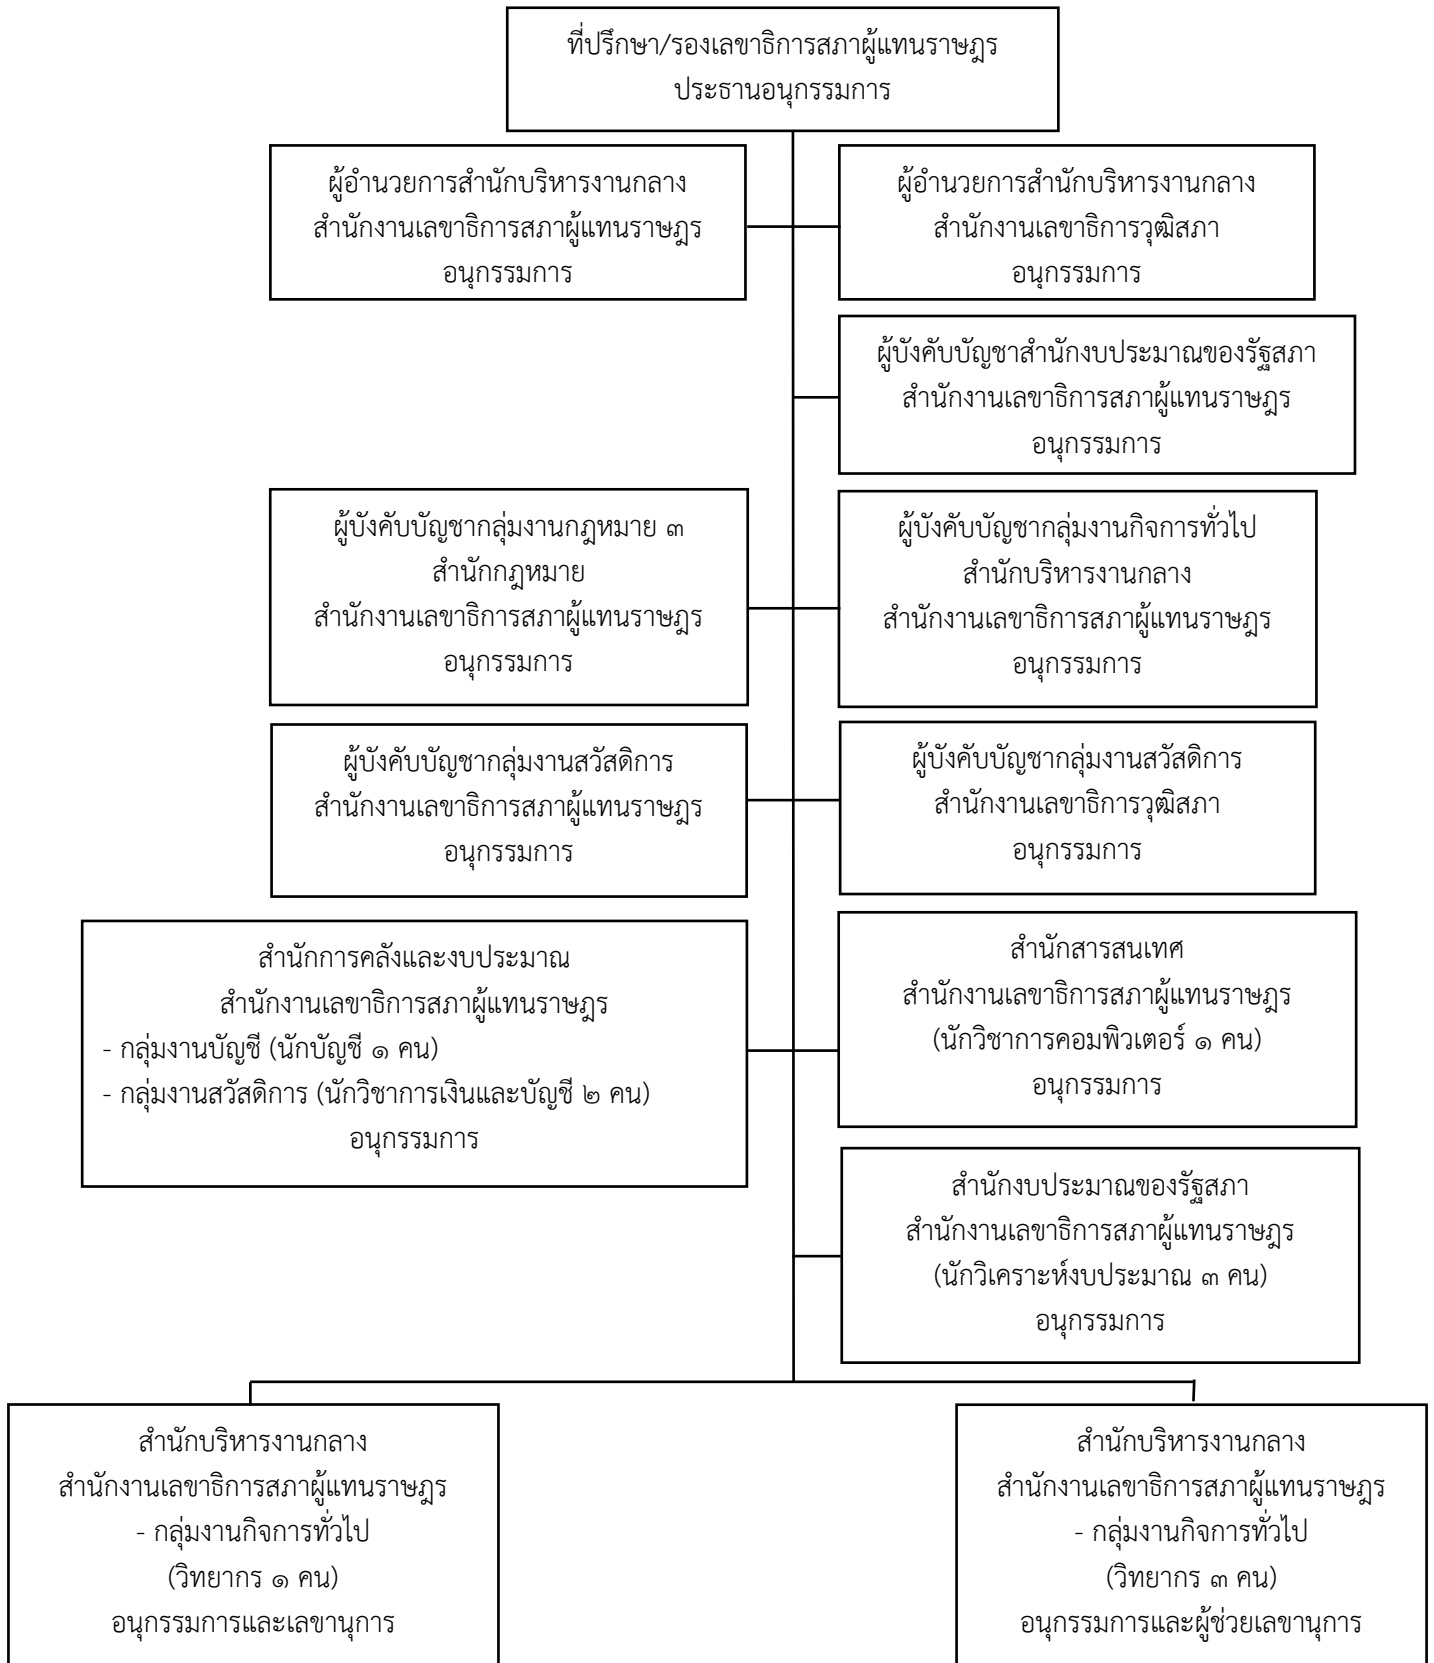 ที่ปรึกษา/รองเลขาธิการสภาผู้แทนราษฎร
ประธานอนุกรรมการ
ผู้อำนวยการสำนักบริหารงานกลาง
สำนักงานเลขาธิการสภาผู้แทนราษฎร
อนุกรรมการ
ผู้อำนวยการสำนักบริหารงานกลาง
สำนักงานเลขาธิการวุฒิสภา
อนุกรรมการ
ผู้บังคับบัญชาสำนักงบประมาณของรัฐสภา
สำนักงานเลขาธิการสภาผู้แทนราษฎร
อนุกรรมการ
ผู้บังคับบัญชากลุ่มงานกฎหมาย ๓
สำนักกฎหมาย
สำนักงานเลขาธิการสภาผู้แทนราษฎร
อนุกรรมการ
ผู้บังคับบัญชากลุ่มงานกิจการทั่วไป
สำนักบริหารงานกลาง
สำนักงานเลขาธิการสภาผู้แทนราษฎร
อนุกรรมการ
ผู้บังคับบัญชากลุ่มงานสวัสดิการ
สำนักงานเลขาธิการสภาผู้แทนราษฎร
อนุกรรมการ
ผู้บังคับบัญชากลุ่มงานสวัสดิการ
สำนักงานเลขาธิการวุฒิสภา
อนุกรรมการ
สำนักการคลังและงบประมาณ
สำนักงานเลขาธิการสภาผู้แทนราษฎร
- กลุ่มงานบัญชี (นักบัญชี ๑ คน)
- กลุ่มงานสวัสดิการ (นักวิชาการเงินและบัญชี ๒ คน)
อนุกรรมการ
สำนักสารสนเทศ
สำนักงานเลขาธิการสภาผู้แทนราษฎร
(นักวิชาการคอมพิวเตอร์ ๑ คน)
อนุกรรมการ
สำนักงบประมาณของรัฐสภา
สำนักงานเลขาธิการสภาผู้แทนราษฎร
(นักวิเคราะห์งบประมาณ ๓ คน)
อนุกรรมการ
สำนักบริหารงานกลาง
สำนักงานเลขาธิการสภาผู้แทนราษฎร
- กลุ่มงานกิจการทั่วไป
(วิทยากร ๑ คน)
อนุกรรมการและเลขานุการ
สำนักบริหารงานกลาง
สำนักงานเลขาธิการสภาผู้แทนราษฎร
- กลุ่มงานกิจการทั่วไป
(วิทยากร ๓ คน)
อนุกรรมการและผู้ช่วยเลขานุการ